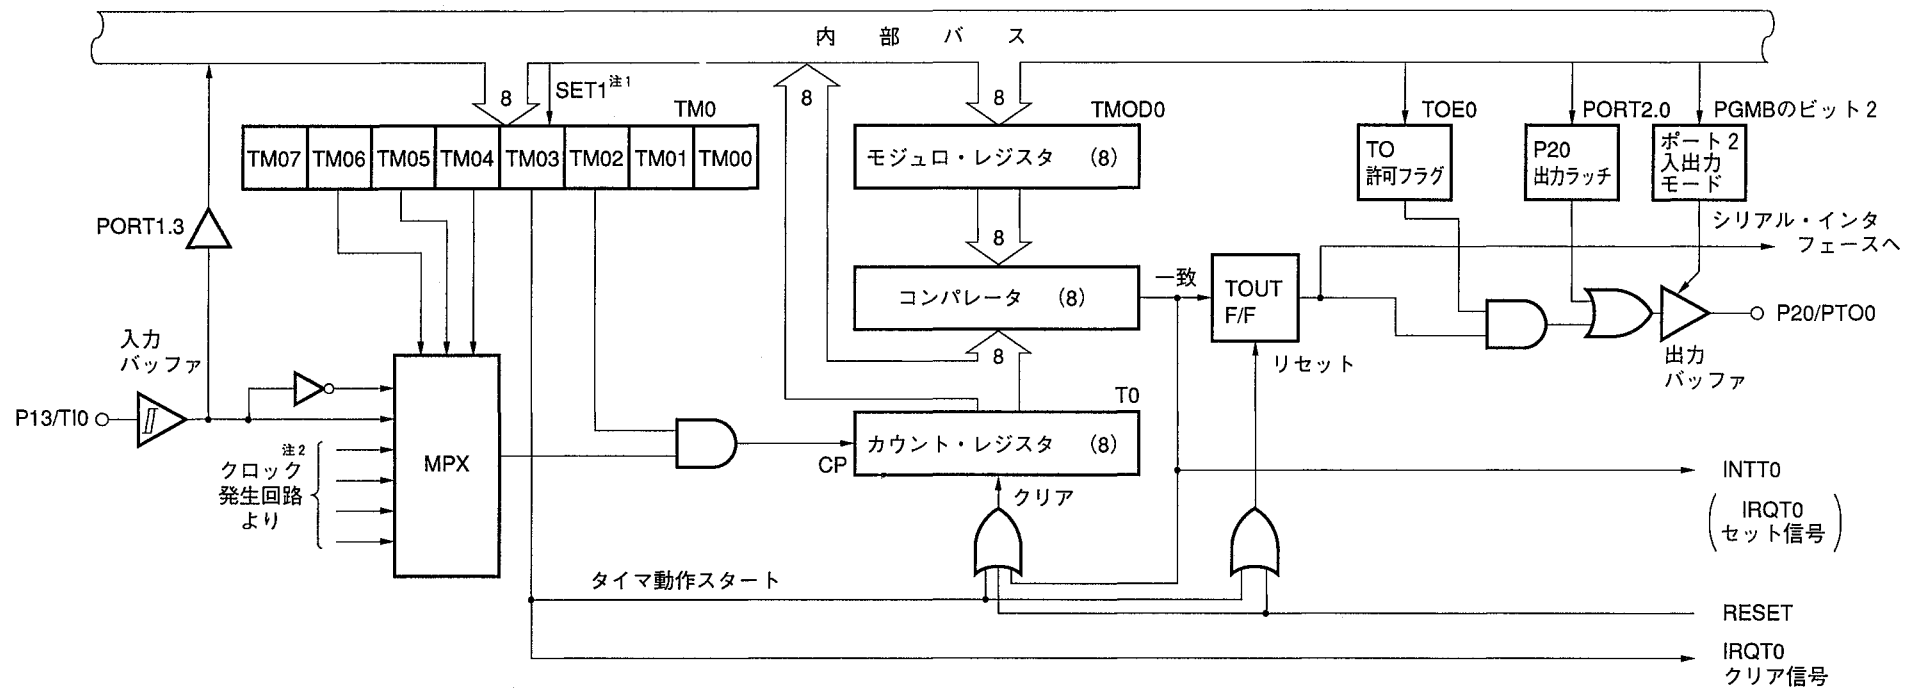 内部バス
8
SET1注1
TM0
8
8
TMOD0
TOE0
PORT2.0
PGMBのビット2
TM07
TM06
TM05
TM04
TM03
TM02
TM01
TM00
モジュロ・レジスタ (8)
TO
許可フラグ
P20
出力ラッチ
ポート2
入出力
モード
PORT1.3
8
シリアル・インタ
フェースへ
コンパレータ (8)
一致
TOUT
F/F
P20/PTO0
入力
バッファ
8
リセット
出力
バッファ
P13/TI0
T0
注2
クロック
発生回路
より
MPX
CP
カウント・レジスタ (8)
クリア
INTT0
IRQT0
セット信号
タイマ動作スタート
RESET
IRQT0
クリア信号